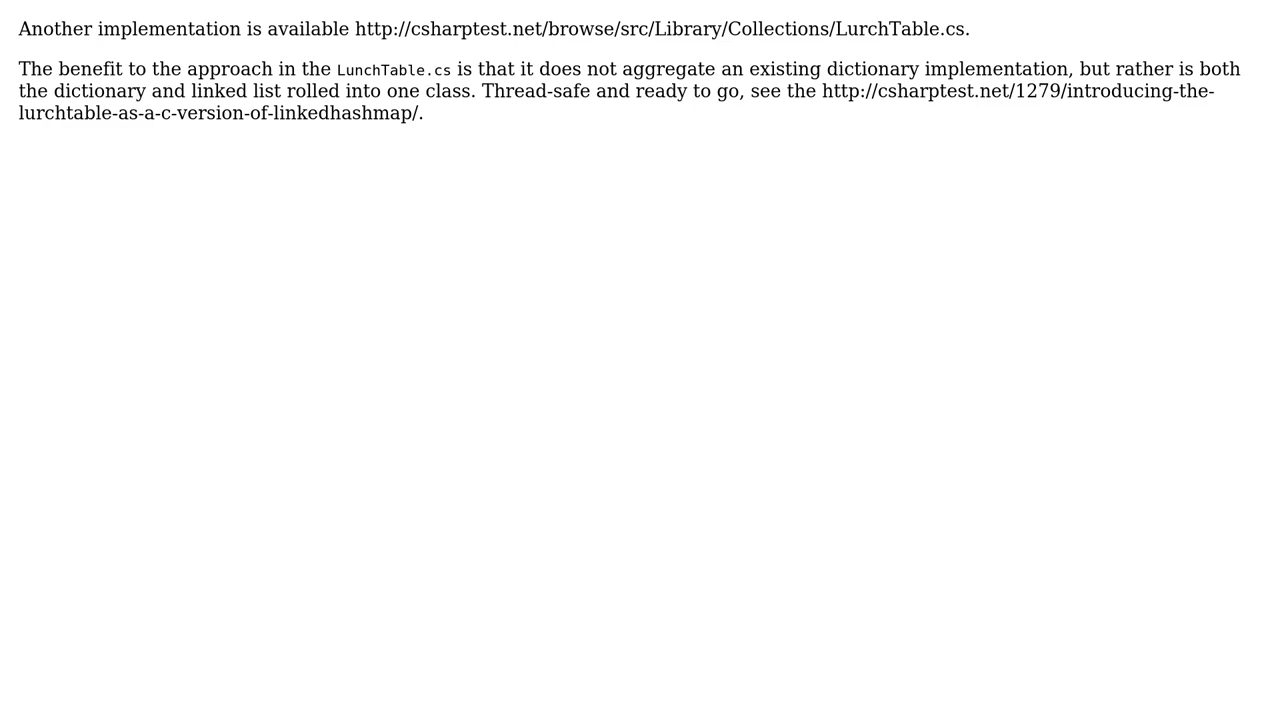 Another implementation is available http://csharptest.net/browse/src/Library/Collections/LurchTable.cs.
The benefit to the approach in the LunchTable.cs is that it does not aggregate an existing dictionary implementation, but rather is both
the dictionary and linked list rolled into one class. Thread-safe and ready to go, see the http://csharptest.net/1279/introducing-the-
lurchtable-as-a-c-version-of-linkedhashmap/.